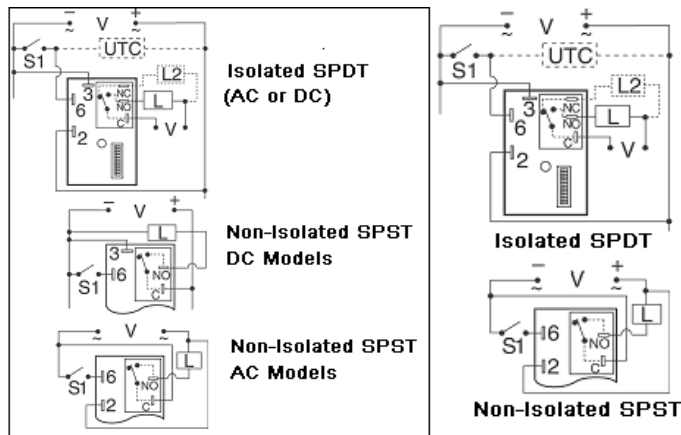 − V +
~ ~
UTC
S1
L2
3
NC
NO
L
6
C
V
2
Isolated SPDT
(AC or DC)
− V +
L
3
S1
6
NO
C
Non-Isolated SPST
DC Models
~ V ~
L
S1
6
NO
2
C
Non-Isolated SPST
AC Models
− V +
~ ~
UTC
S1
L2
3
NC
NO
L
6
C
V
2
Isolated SPDT
− V +
~ ~
L
S1
6
NO
2
C
Non-Isolated SPST